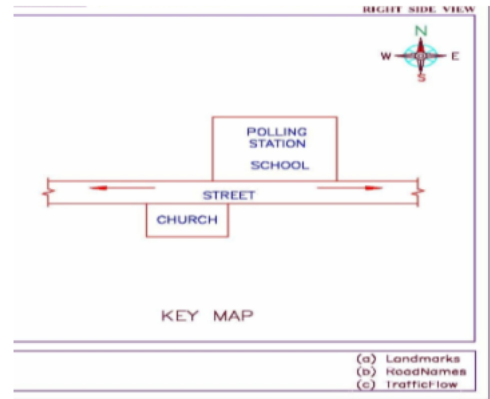 RIGHT SIDE VIEW
N
W E
S
POLLING
STATION
SCHOOL
STREET
CHURCH
KEY MAP
(a) Landmarks
(b) RoadNames
(c) TrafficFlow